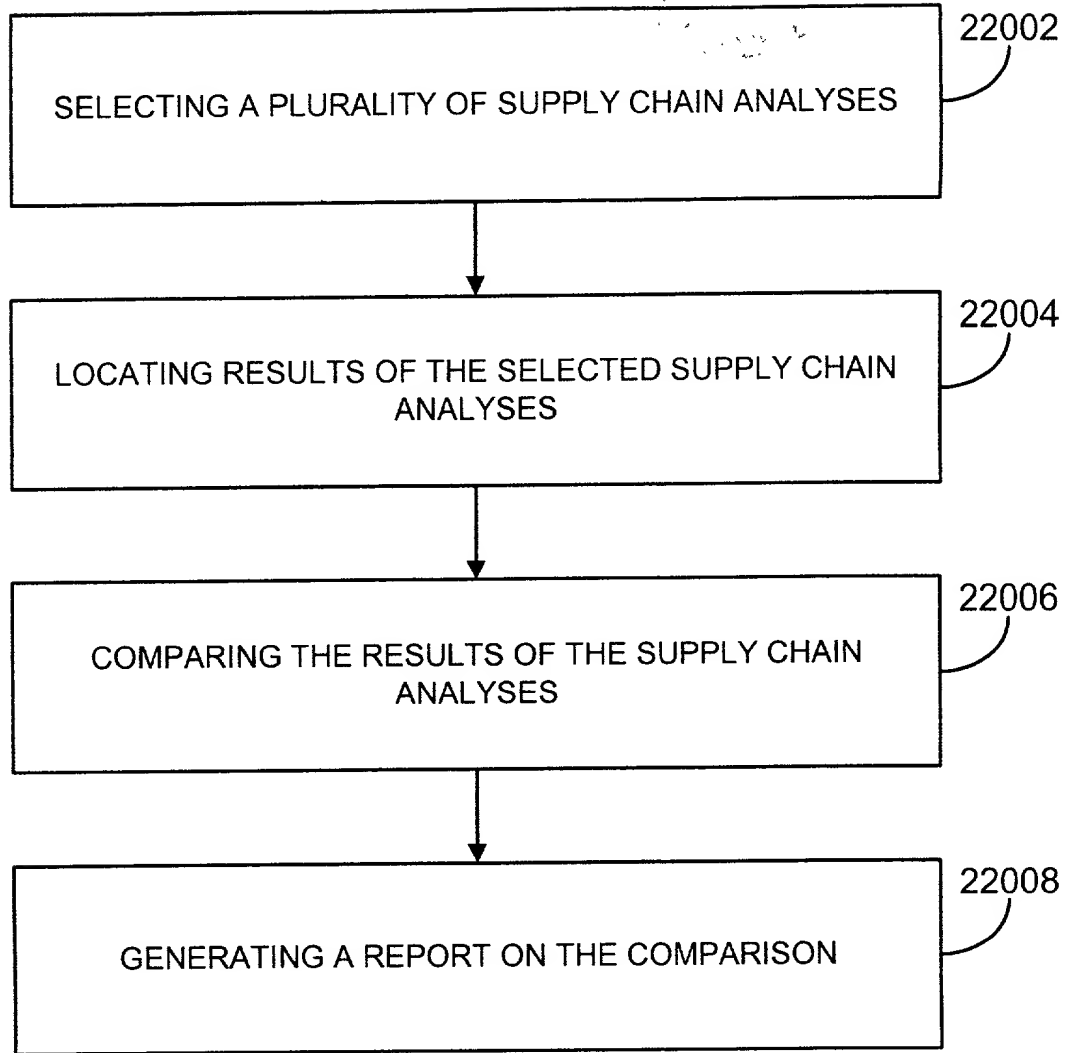 22002
SELECTING A PLURALITY OF SUPPLY CHAIN ANALYSES
22004
LOCATING RESULTS OF THE SELECTED SUPPLY CHAIN
ANALYSES
22006
COMPARING THE RESULTS OF THE SUPPLY CHAIN
ANALYSES
22008
GENERATING A REPORT ON THE COMPARISON